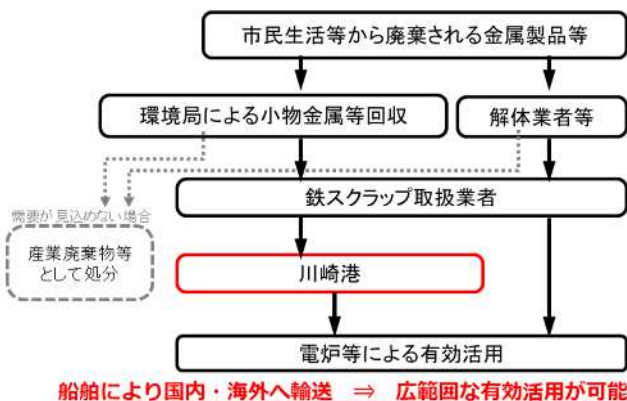 市民生活等から廃棄される金属製品等
環境局による小物金属等回収
解体業者等
鉄スクラップ取扱業者
需要が見込めない場合
産業廃棄物等
として処分
川崎港
電炉等による有効活用
船舶により国内・海外へ輸送 ⇒ 広範囲な有効活用が可能